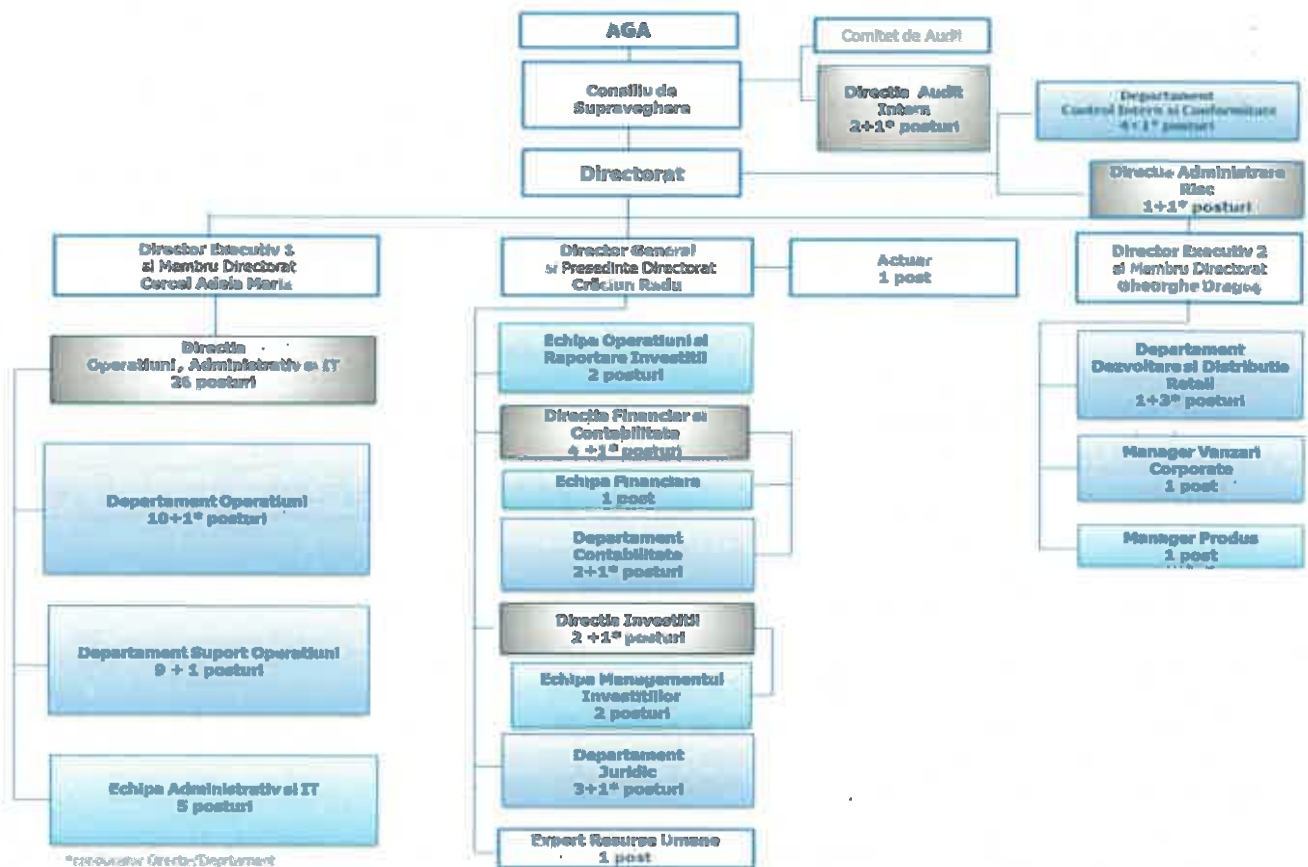 AGA
Comitet de Audit
Consiliu de
Supraveghere
Directia Audit
Intern
2+1* posturi
Departament
Control Intern si Conformitate
4+1* posturi
Directorat
Directia Administrare
Risc
1+1* posturi
Director Executiv 1
si Membru Directorat
Cercel Adela Maria
Director General
si Presedinte Directorat
Crăciun Radu
Actuar
1 post
Director Executiv 2
si Membru Directorat
Gheorghe Dragoș
Directia
Operatiuni, Administrativ si IT
26 posturi
Departament Operatiuni
10+1* posturi
Departament Suport Operatiuni
9 + 1 posturi
Echipa Administrativ si IT
5 posturi
Echipa Operatiuni si
Raportare Investitii
2 posturi
Directia Financiar si
Contabilitate
4 +1* posturi
Echipa Financiara
1 post
Departament
Contabilitate
2+1* posturi
Directia Investitii
2 +1* posturi
Echipa Managementul
Investitiilor
2 posturi
Departament
Juridic
3+1* posturi
Expert Resurse Umane
1 post
Departament
Dezvoltare si Distributie
Retail
1+3* posturi
Manager Vanzari
Corporate
1 post
Manager Produs
1 post
Directie/Departament